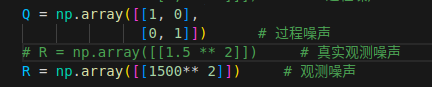 Q = np.array([[1, 0],
[0, 1]]) # 过程噪声
# R = np.array([[1.5 ** 2]]) # 真实观测噪声
R = np.array([[1500** 2]]) # 观测噪声